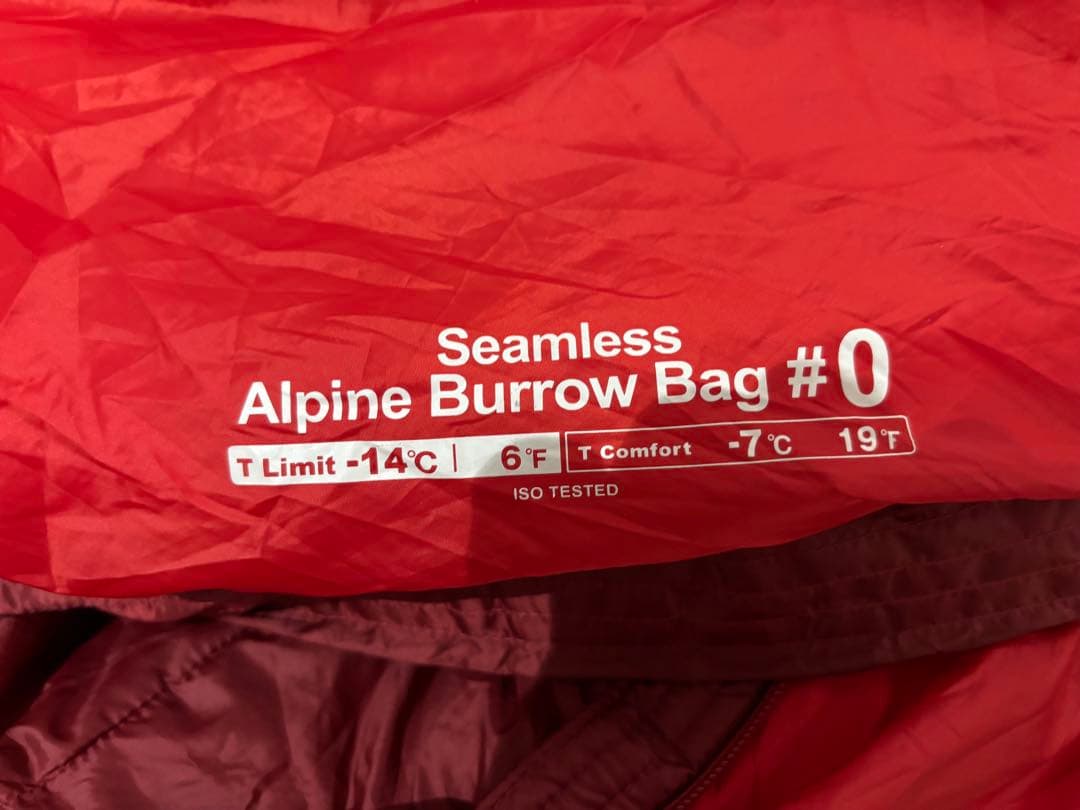 Seamless
Alpine Burrow Bag #0
T Limit -14℃ | 6℉ T Comfort -7℃ 19℉
ISO TESTED